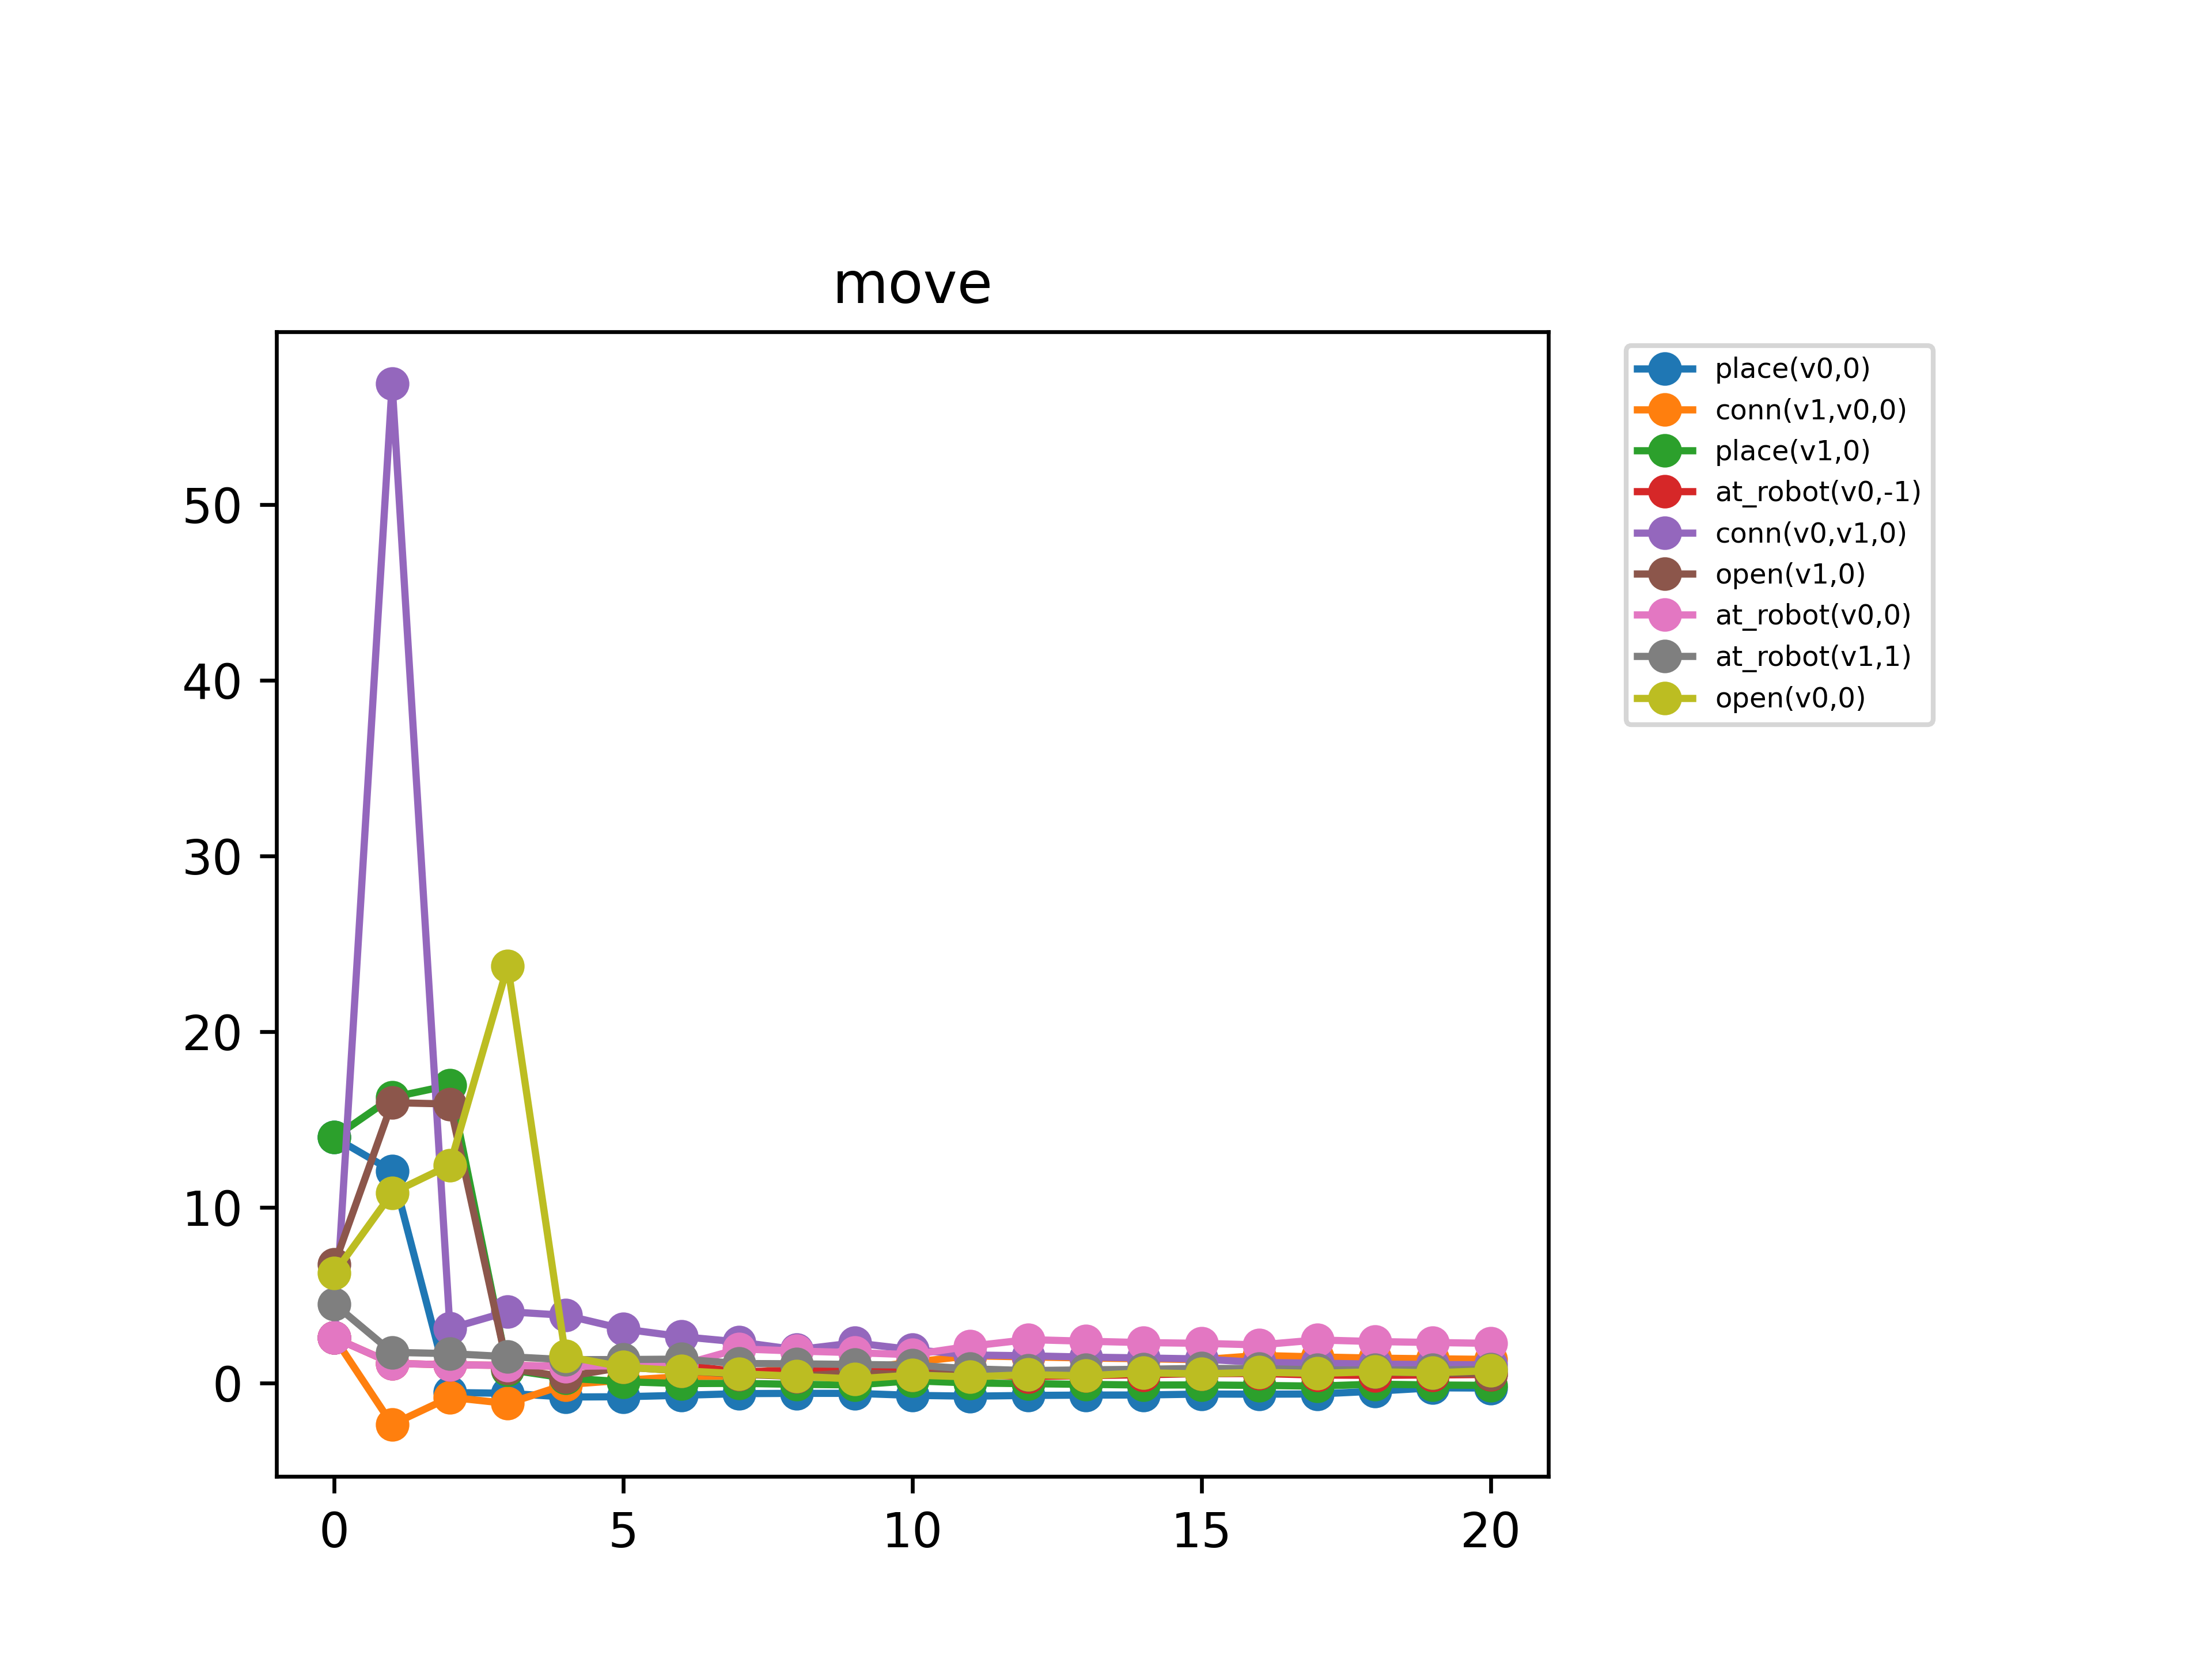 move
50
40
30
20
10
0
0 5 10 15 20
place(v0,0)
conn(v1,v0,0)
place(v1,0)
at_robot(v0,-1)
conn(v0,v1,0)
open(v1,0)
at_robot(v0,0)
at_robot(v1,1)
open(v0,0)